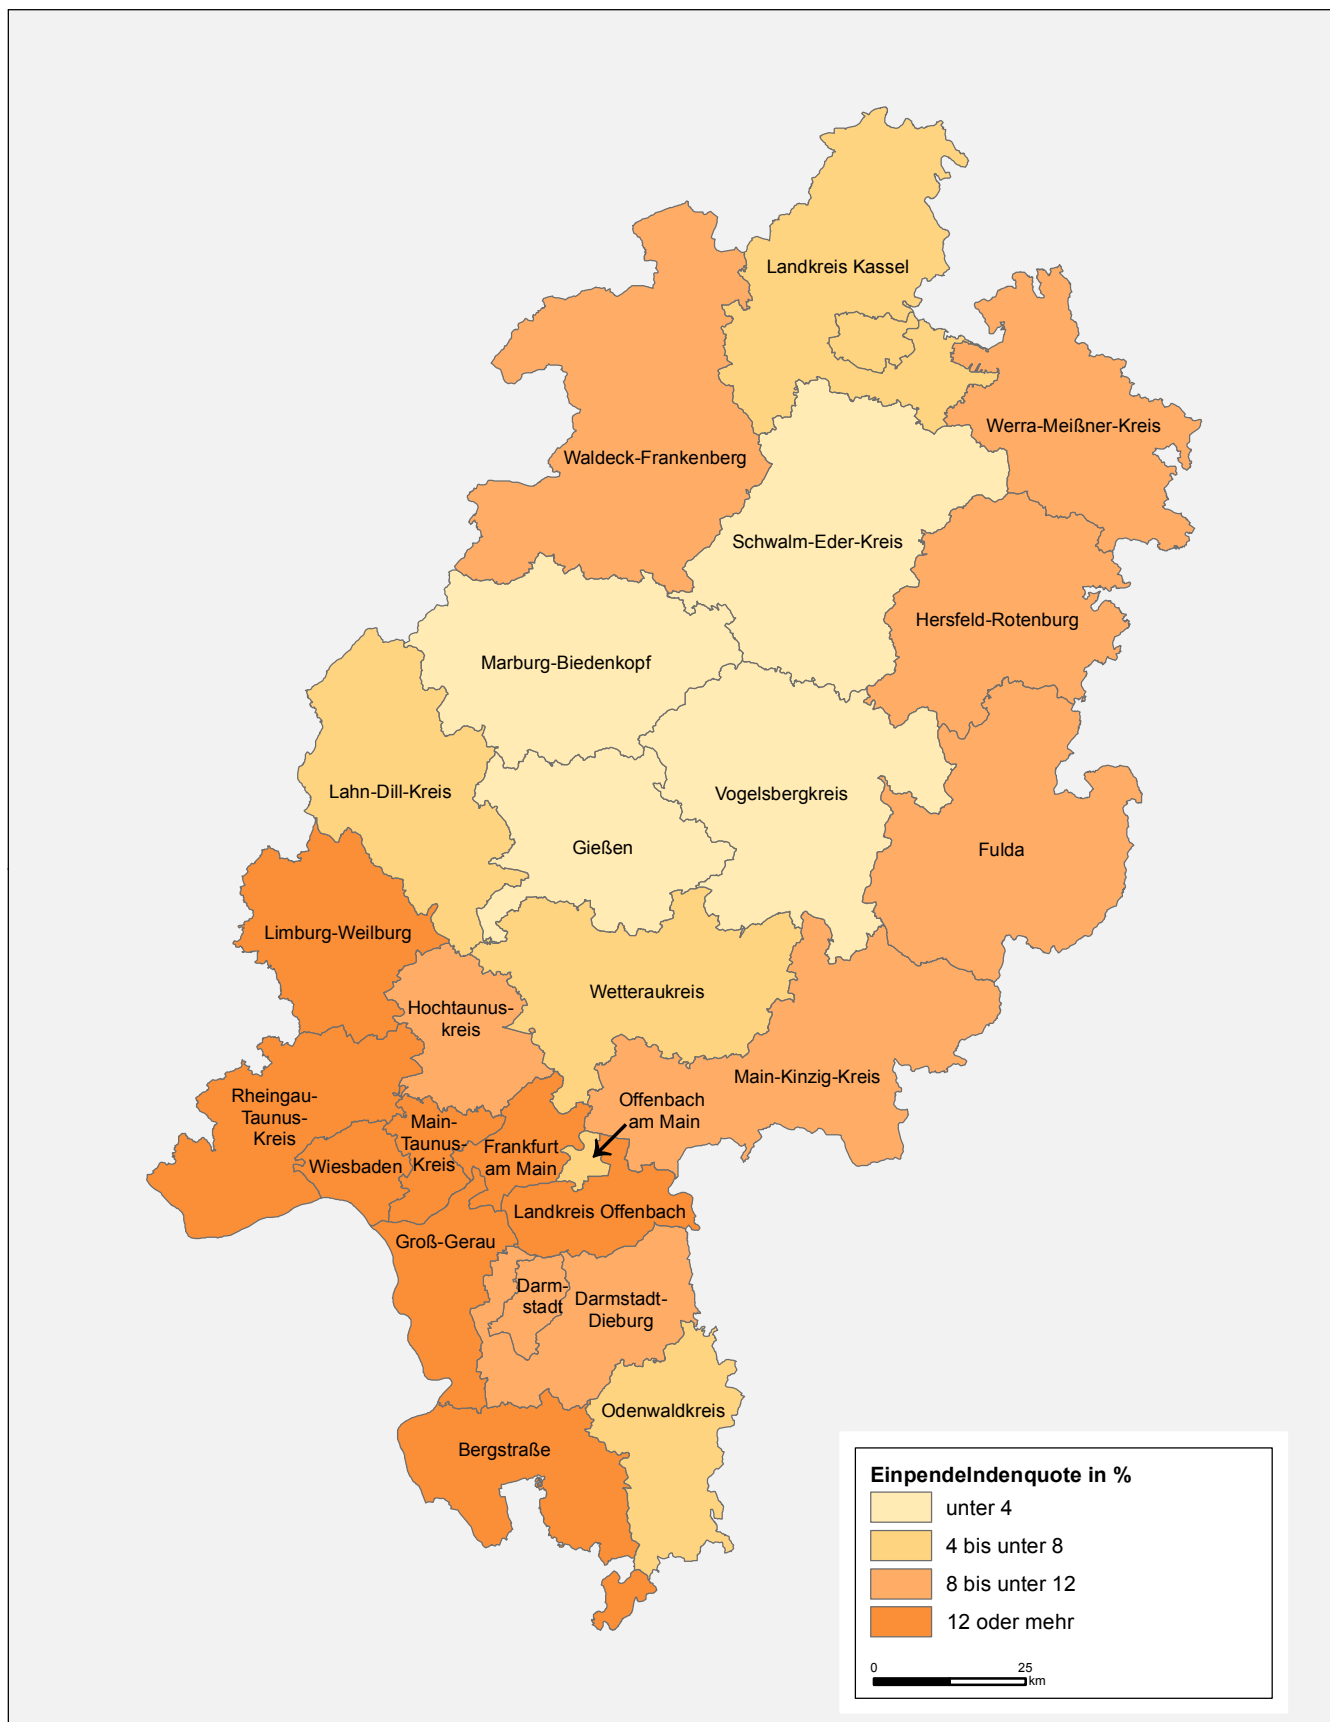 Landkreis Kassel
Werra-Meißner-Kreis
Waldeck-Frankenberg
Schwalm-Eder-Kreis
Hersfeld-Rotenburg
Marburg-Biedenkopf
Lahn-Dill-Kreis
Vogelsbergkreis
Gießen
Fulda
Limburg-Weilburg
Wetteraukreis
Hochtaunus-
kreis
Main-Kinzig-Kreis
Rheingau-
Taunus-
Kreis
Offenbach
am Main
Main-
Taunus-
Kreis
Frankfurt
am Main
Wiesbaden
Landkreis Offenbach
Groß-Gerau
Darm-
stadt
Darmstadt-
Dieburg
Odenwaldkreis
Bergstraße
Einpendelndenquote in %
unter 4
4 bis unter 8
8 bis unter 12
12 oder mehr
0 25
km